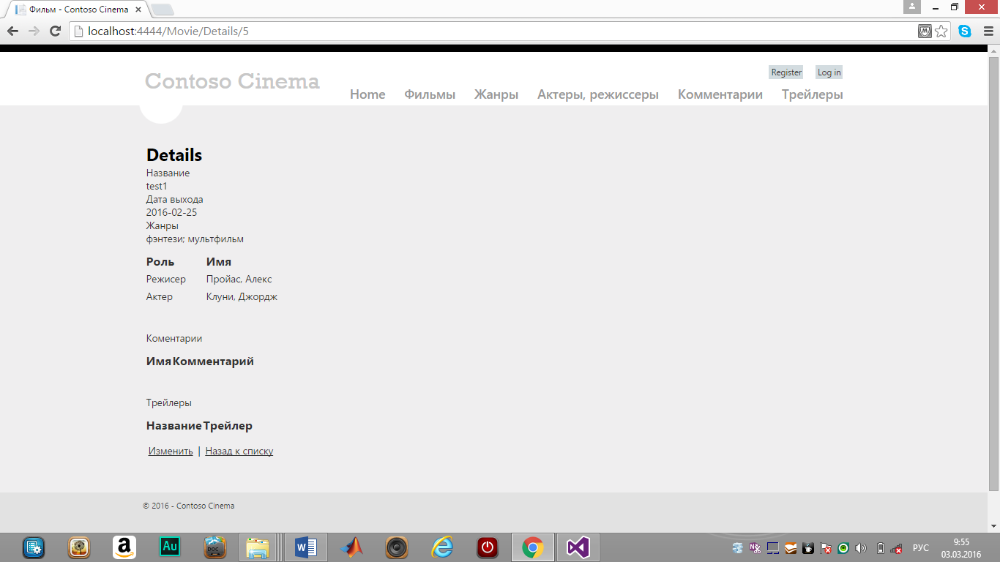 Фильм - Contoso Cinema
localhost:4444/Movie/Details/5
Register Log in
Contoso Cinema
Home Фильмы Жанры Актеры, режиссеры Комментарии Трейлеры
Details
Название
test1
Дата выхода
2016-02-25
Жанры
фэнтези; мультфильм
Роль Имя
Режисер Пройас, Алекс
Актер Клуни, Джордж
Коментарии
Имя Комментарий
Трейлеры
Название Трейлер
Изменить | Назад к списку
© 2016 - Contoso Cinema
a Au DOC W
РУС
9:55
03.03.2016